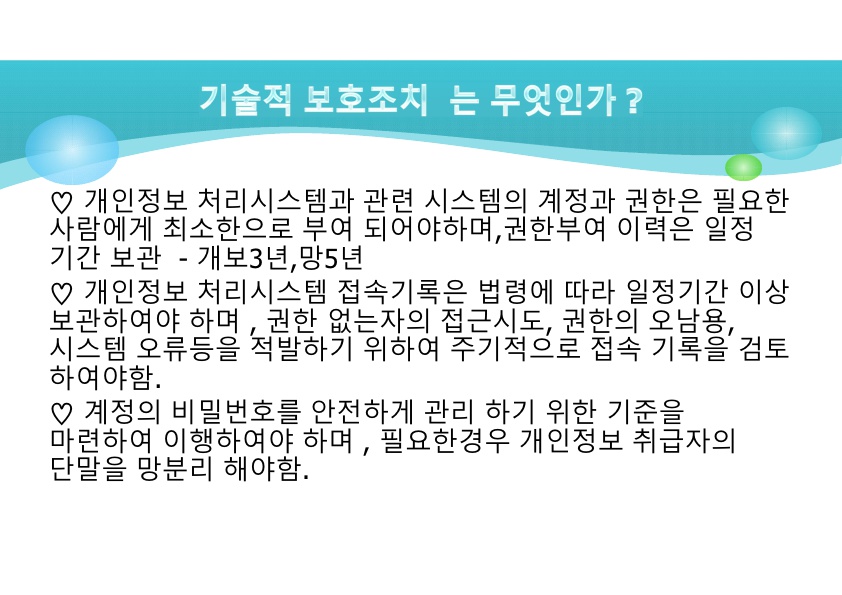 기술적 보호조치 는 무엇인가 ?
♡ 개인정보 처리시스템과 관련 시스템의 계정과 권한은 필요한
사람에게 최소한으로 부여 되어야하며,권한부여 이력은 일정
기간 보관 - 개보3년,망5년
♡ 개인정보 처리시스템 접속기록은 법령에 따라 일정기간 이상
보관하여야 하며 , 권한 없는자의 접근시도, 권한의 오남용,
시스템 오류등을 적발하기 위하여 주기적으로 접속 기록을 검토
하여야함.
♡ 계정의 비밀번호를 안전하게 관리 하기 위한 기준을
마련하여 이행하여야 하며 , 필요한경우 개인정보 취급자의
단말을 망분리 해야함.